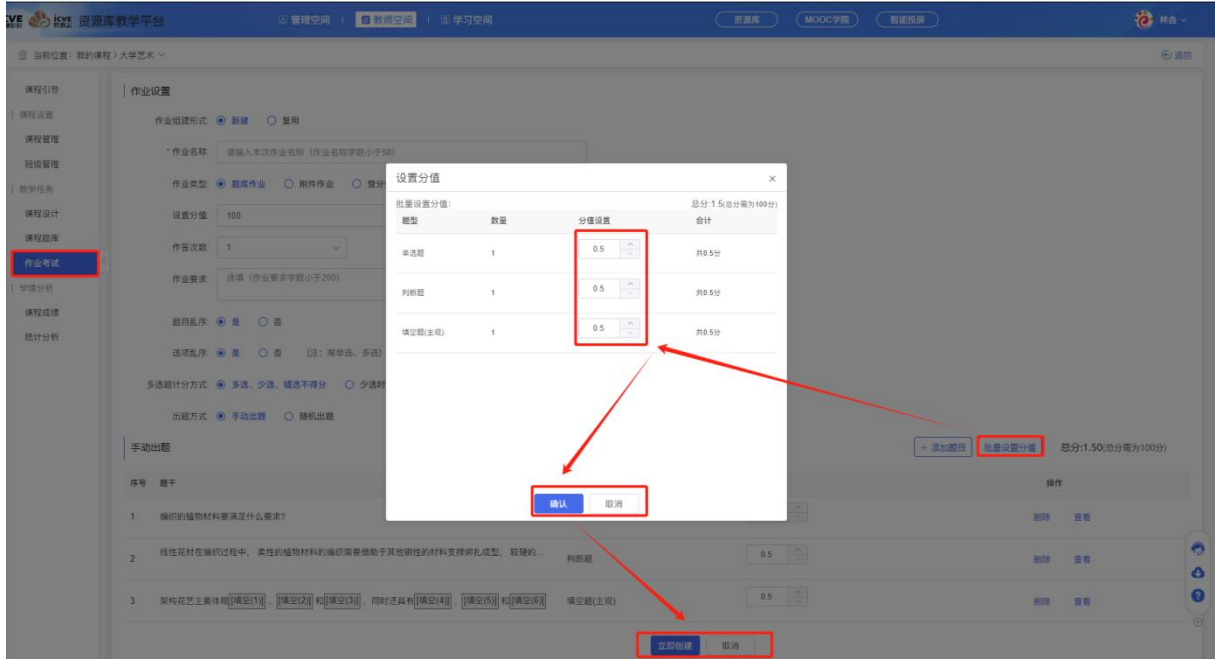 icve 资源库教学平台 管理空间 教师空间 学习空间 资源库 MOOC学院 智能投屏 林垚
当前位置: 我的课程 > 大学艺术 返回
课程引导
课程设置
课程管理
班级管理
教学任务
课程设计
课程题库
作业考试
学情分析
课程成绩
统计分析
作业设置
作业组建形式: 新建 复用
*作业名称: 请输入本次作业名称(作业名称字数小于50)
作业类型: 题库作业 附件作业 登分
设置分值: 100
作答次数: 1
作业要求: 选填(作业要求字数小于200)
题目乱序: 是 否
选项乱序: 是 否 (注:限单选、多选)
多选题计分方式: 多选、少选、错选不得分 少选时
出题方式: 手动出题 随机出题
设置分值 ×
批量设置分值: 总分:1.5(总分需为100分)
题型 数量 分值设置 合计
单选题 1 0.5 共0.5分
判断题 1 0.5 共0.5分
填空题(主观) 1 0.5 共0.5分
确认 取消
手动出题 + 添加题目 批量设置分值 总分:1.50(总分需为100分)
序号 题干 操作
1 编织的植物材料要满足什么要求? 删除 查看
2 线性花材在编织过程中, 柔性的植物材料的编织需要借助于其他钢性的材料支撑绑扎成型, 较硬的... 判断题 0.5 删除 查看
3 架构花艺主要体现[填空(1)]、[填空(2)]和[填空(3)], 同时还具有[填空(4)]、[填空(5)]和[填空(6)] 填空题(主观) 0.5 删除 查看
立即创建 取消